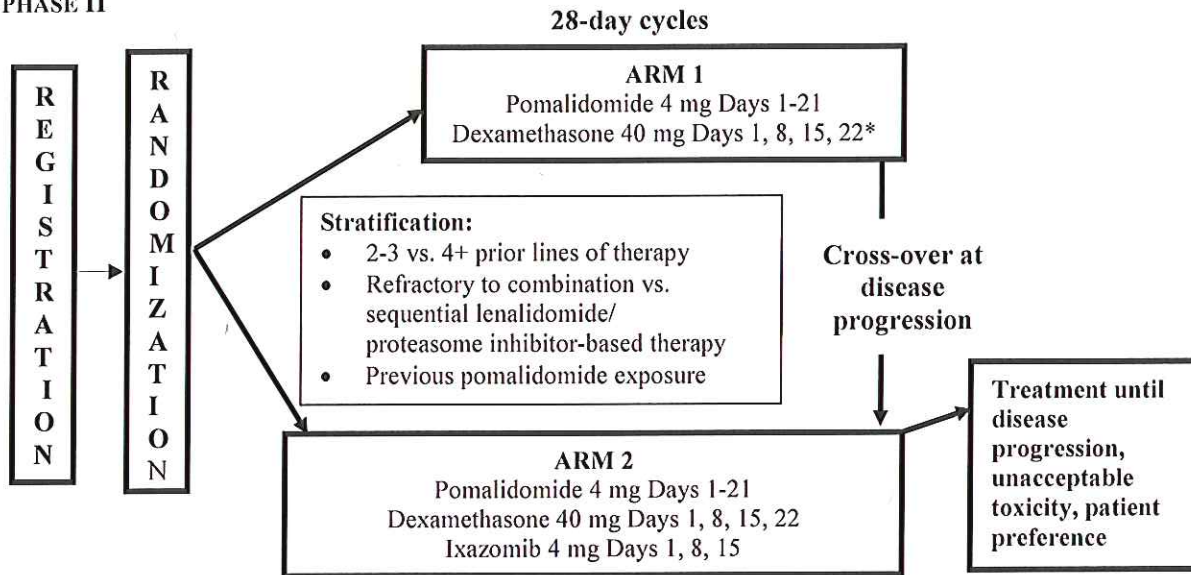 PHASE II
28-day cycles
REGISTRATION
RANDOMIZATION
ARM 1
Pomalidomide 4 mg Days 1-21
Dexamethasone 40 mg Days 1, 8, 15, 22*
Stratification:
• 2-3 vs. 4+ prior lines of therapy
• Refractory to combination vs.
sequential lenalidomide/
proteasome inhibitor-based therapy
• Previous pomalidomide exposure
Cross-over at
disease
progression
ARM 2
Pomalidomide 4 mg Days 1-21
Dexamethasone 40 mg Days 1, 8, 15, 22
Ixazomib 4 mg Days 1, 8, 15
Treatment until
disease
progression,
unacceptable
toxicity, patient
preference